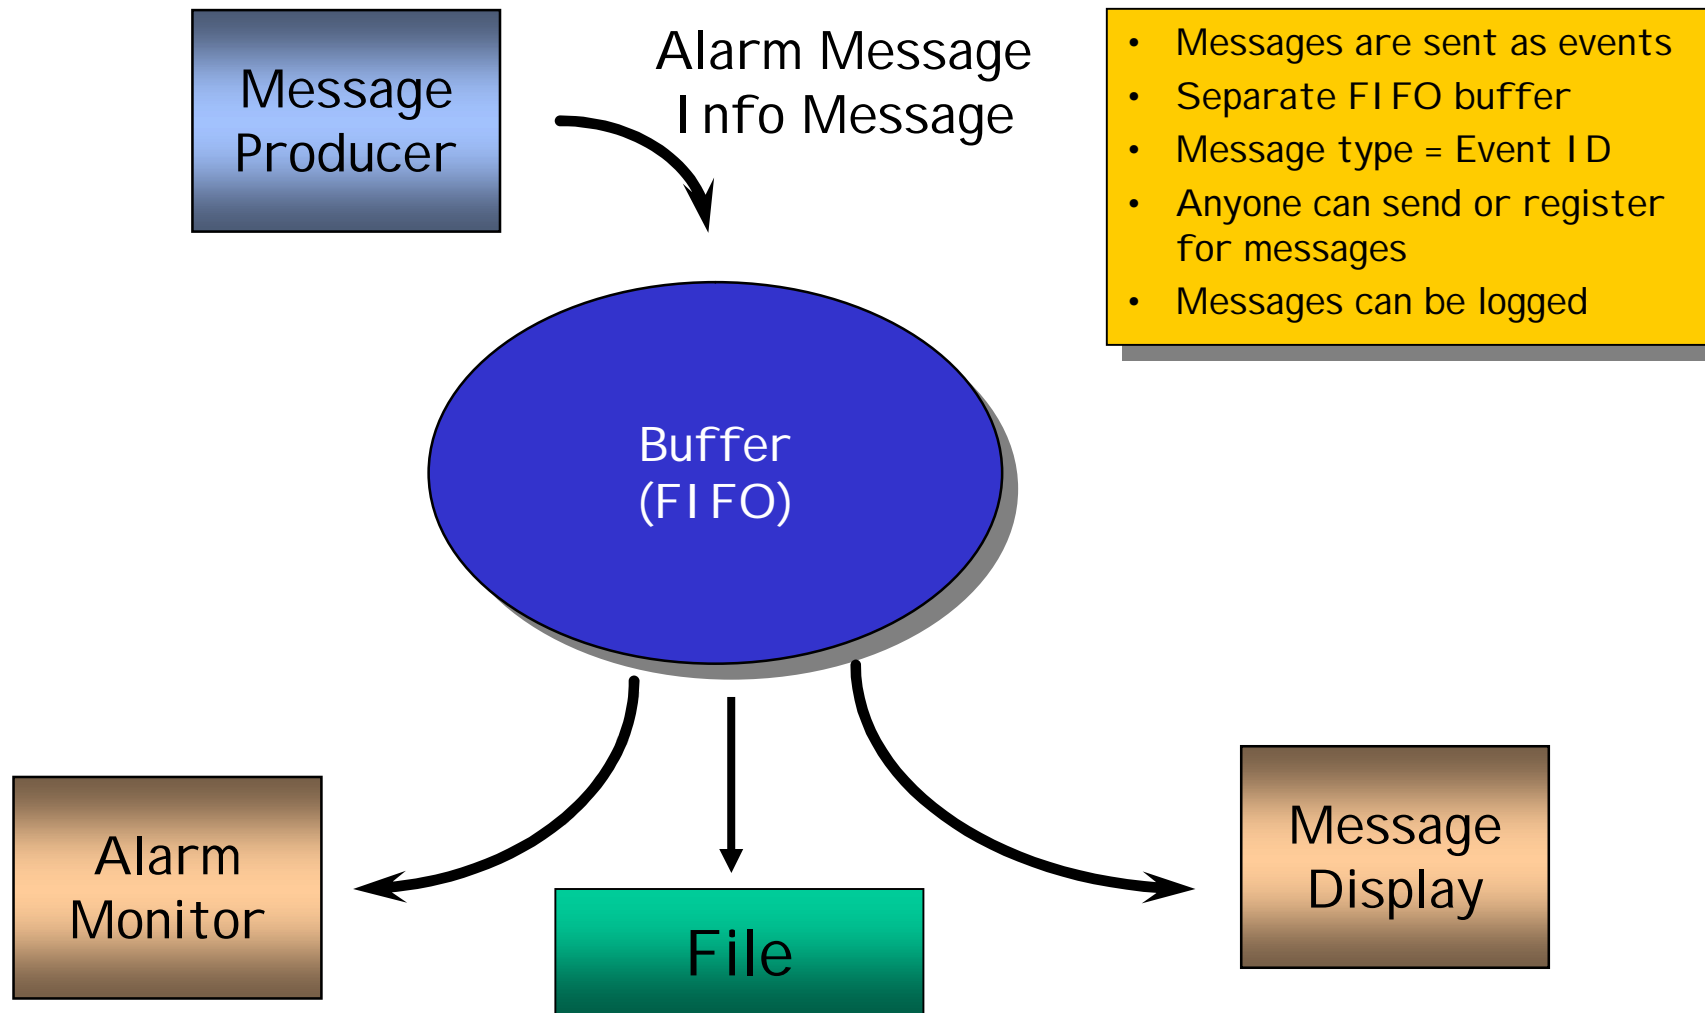 Message
Producer
Alarm Message
Info Message
• Messages are sent as events
• Separate FIFO buffer
• Message type = Event ID
• Anyone can send or register
for messages
• Messages can be logged
Buffer
(FIFO)
Alarm
Monitor
File
Message
Display